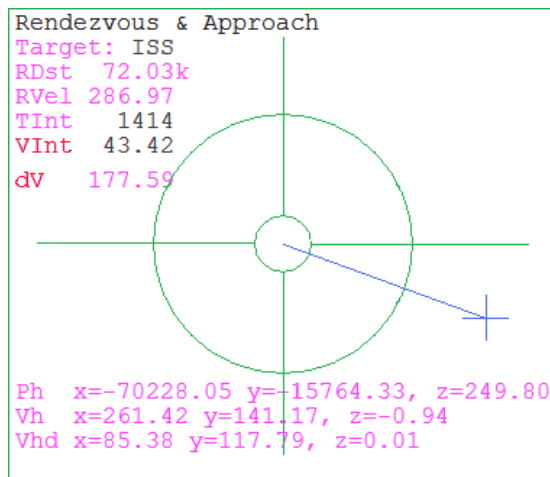 Rendezvous & Approach
Target: ISS
RDst 72.03k
RVel 286.97
TInt 1414
VInt 43.42
dV 177.59
Ph x=-70228.05 y=-15764.33, z=249.80
Vh x=261.42 y=141.17, z=-0.94
Vhd x=85.38 y=117.79, z=0.01